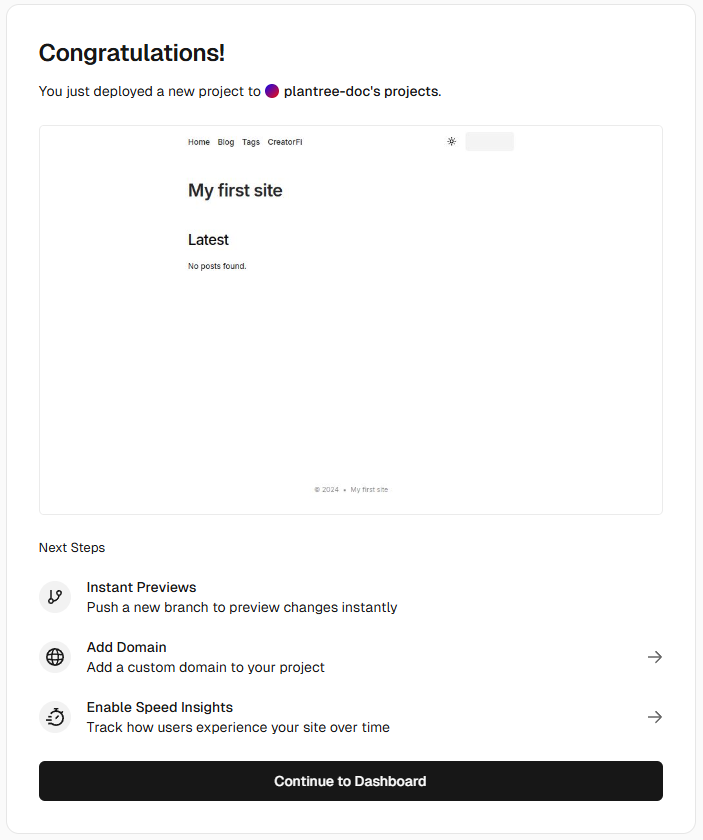 Congratulations!
You just deployed a new project to plantree-doc's projects.
Home Blog Tags CreatorFI
My first site
Latest
No posts found.
© 2024 • My first site
Next Steps
Instant Previews
Push a new branch to preview changes instantly
Add Domain
Add a custom domain to your project
Enable Speed Insights
Track how users experience your site over time
Continue to Dashboard